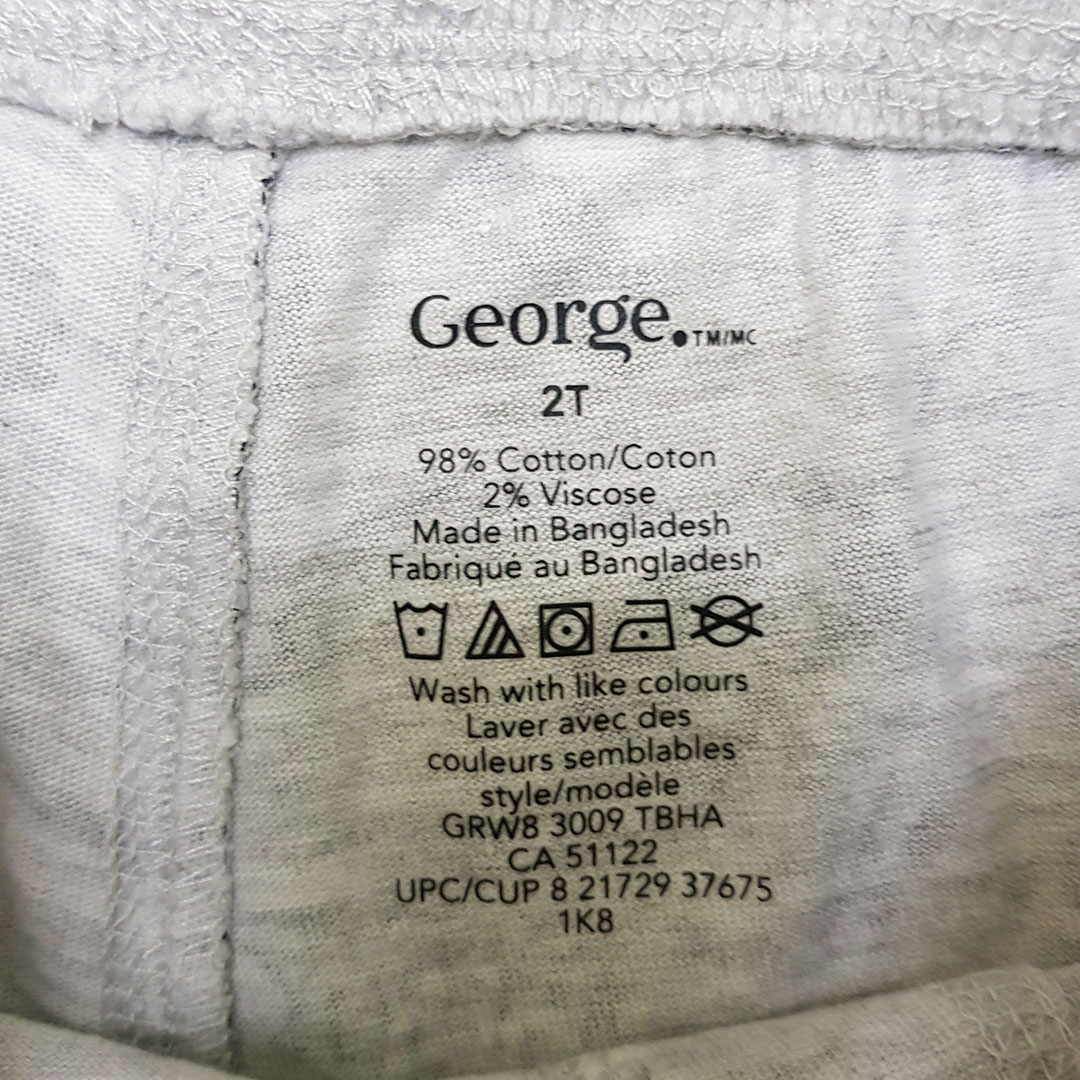 George.TM/MC
2T
98% Cotton/Coton
2% Viscose
Made in Bangladesh
Fabriqué au Bangladesh
Wash with like colours
Laver avec des
couleurs semblables
style/modèle
GRW8 3009 TBHA
CA 51122
UPC/CUP 8 21729 37675
1K8